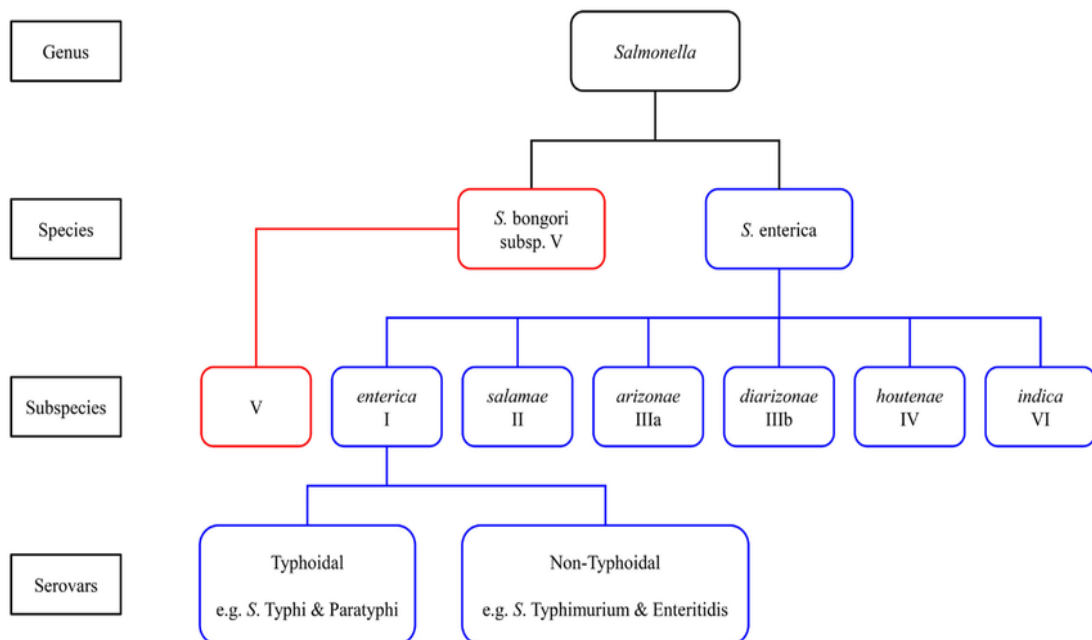 Genus
Salmonella
Species
S. bongori
subsp. V
S. enterica
Subspecies
V
enterica
I
salamae
II
arizonae
IIIa
diarizonae
IIIb
houtenae
IV
indica
VI
Serovars
Typhoidal
e.g. S. Typhi & Paratyphi
Non-Typhoidal
e.g. S. Typhimurium & Enteritidis